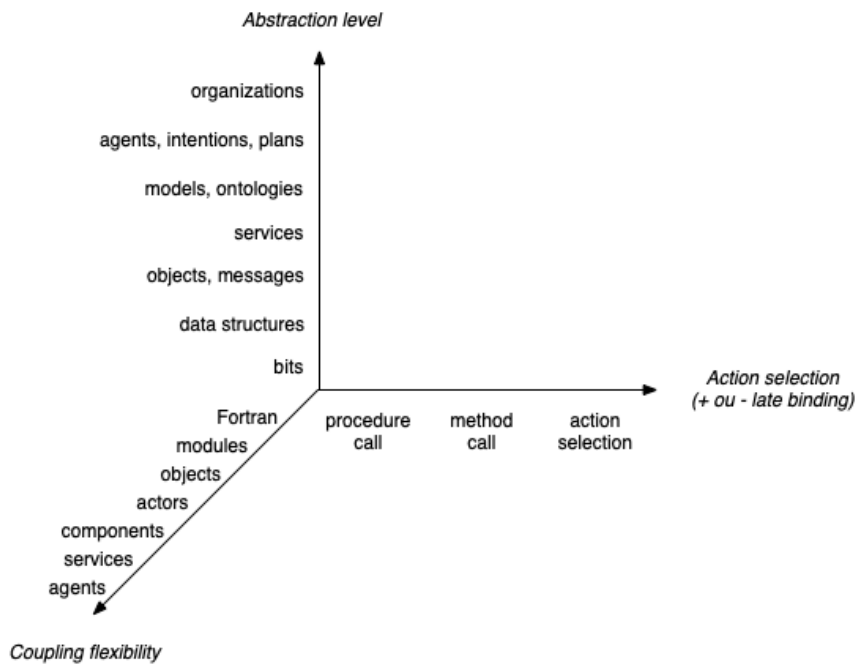 Abstraction level
organizations
agents, intentions, plans
models, ontologies
services
objects, messages
data structures
bits
Action selection
(+ ou - late binding)
procedure
call
method
call
action
selection
Fortran
modules
objects
actors
components
services
agents
Coupling flexibility